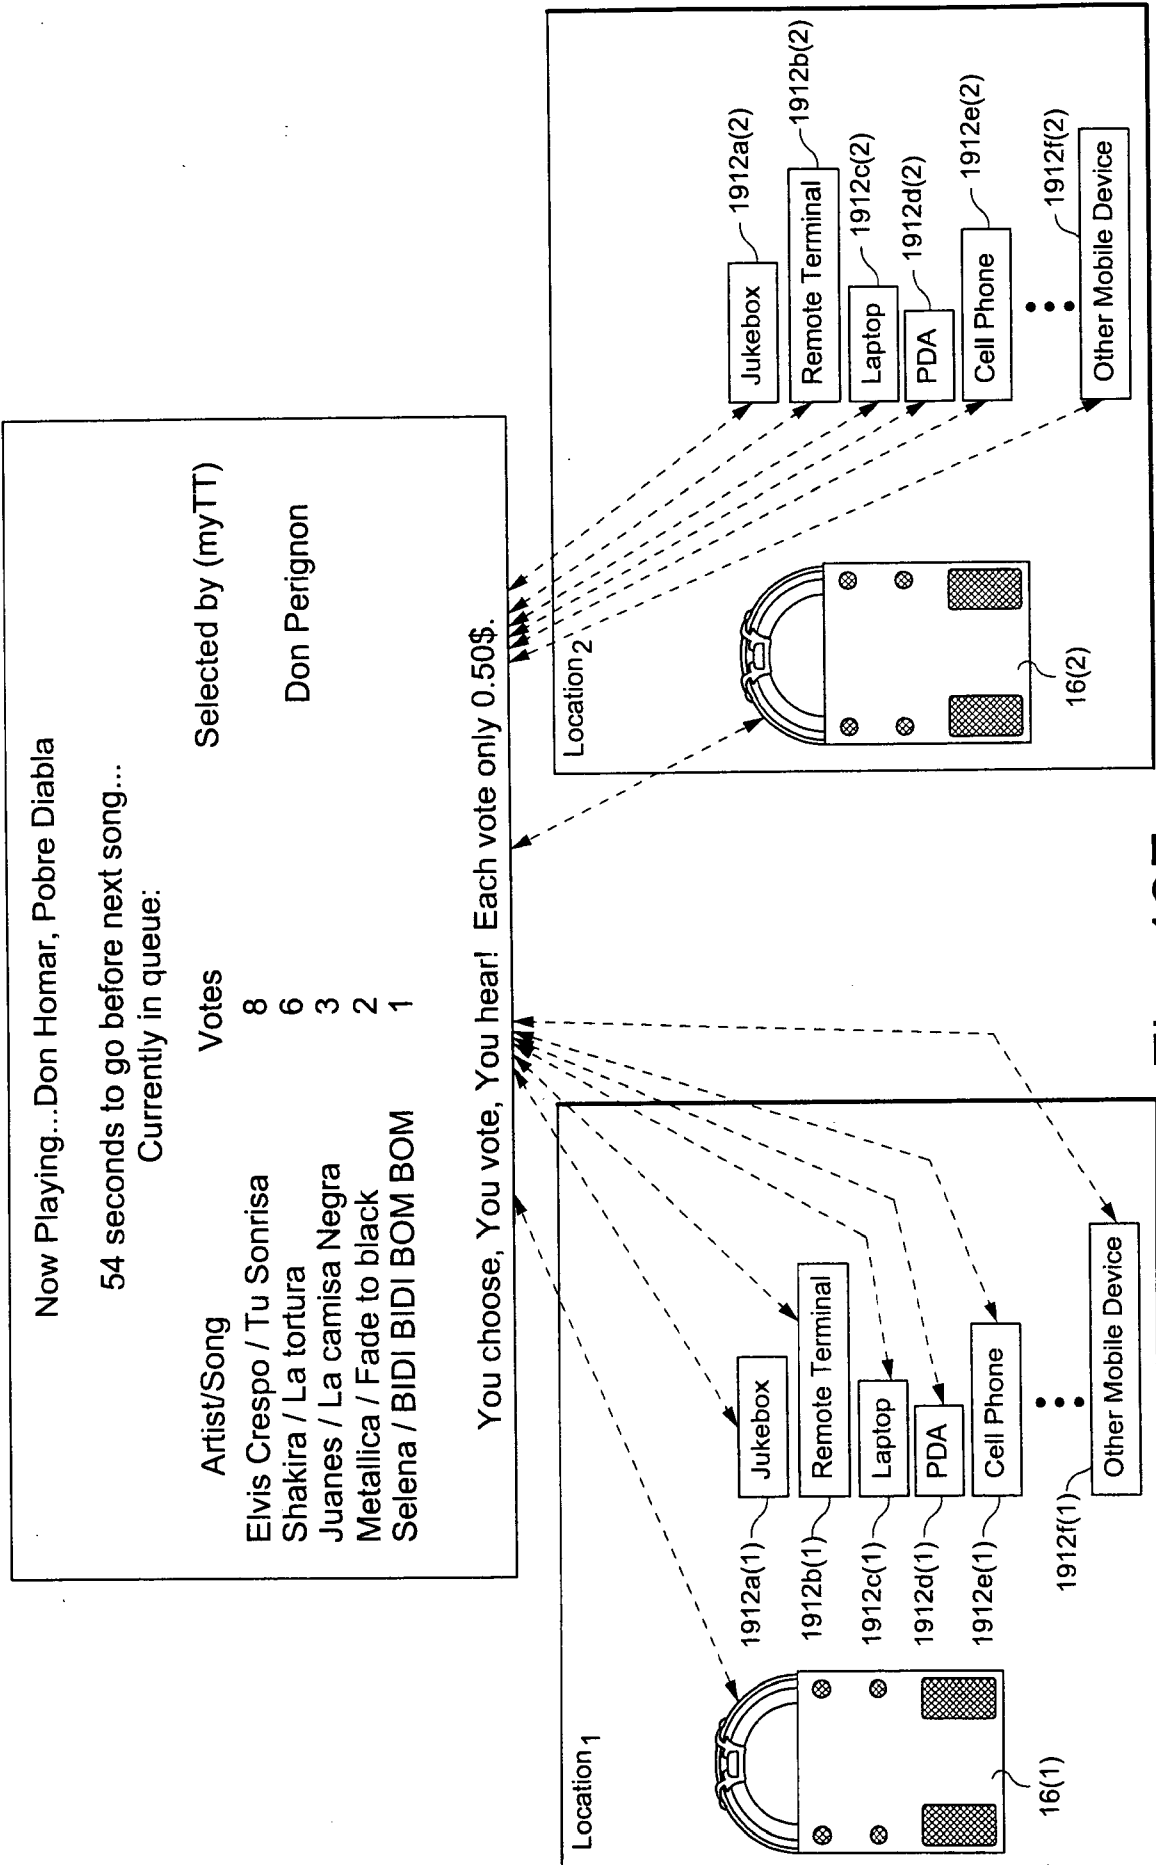 Now Playing...Don Homar, Pobre Diabla
54 seconds to go before next song...
Currently in queue:
Artist/Song Votes Selected by (myTT)
Elvis Crespo / Tu Sonrisa 8
Shakira / La tortura 6 Don Perignon
Juanes / La camisa Negra 3
Metallica / Fade to black 2
Selena / BIDI BIDI BOM BOM 1
You choose, You vote, You hear! Each vote only 0.50$.
Location1
1912a(1) Jukebox
1912b(1) Remote Terminal
1912c(1) Laptop
1912d(1) PDA
1912e(1) Cell Phone
1912f(1) Other Mobile Device
16(1)
Location2
Jukebox 1912a(2)
Remote Terminal 1912b(2)
Laptop 1912c(2)
PDA 1912d(2)
Cell Phone 1912e(2)
Other Mobile Device 1912f(2)
16(2)